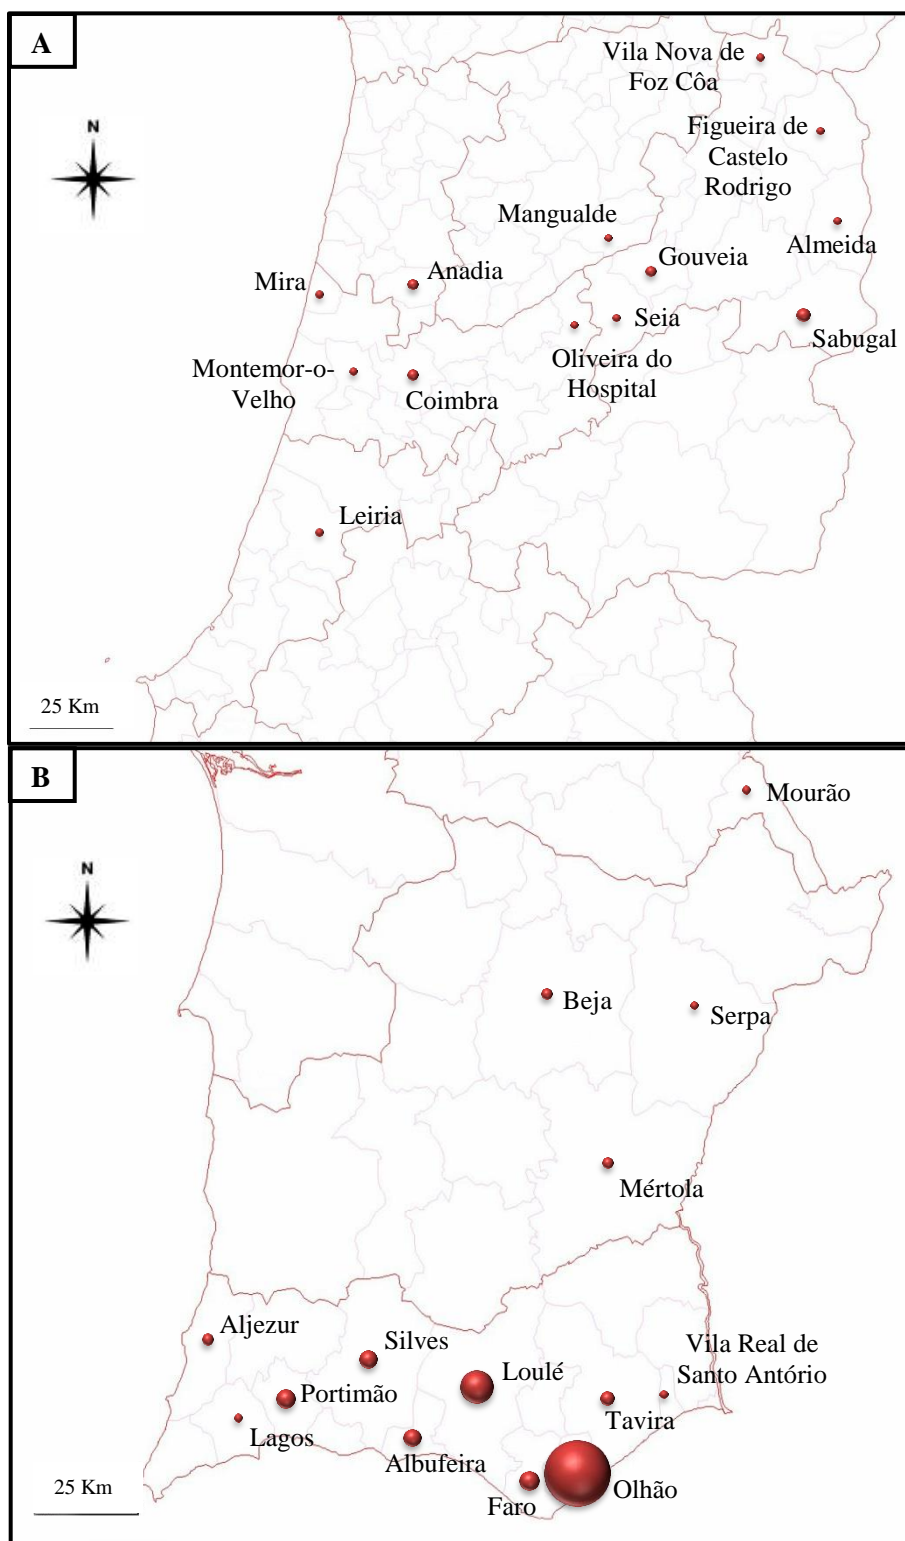 A
N
Vila Nova de
Foz Côa
Figueira de
Castelo
Rodrigo
Mangualde
Almeida
Gouveia
Anadia
Mira
Seia
Sabugal
Oliveira do
Hospital
Montemor-o-
Velho
Coimbra
Leiria
25 Km
B
N
Mourão
Beja
Serpa
Mértola
Aljezur
Silves
Vila Real de
Santo Antório
Loulé
Portimão
Tavira
Lagos
Albufeira
Olhão
Faro
25 Km